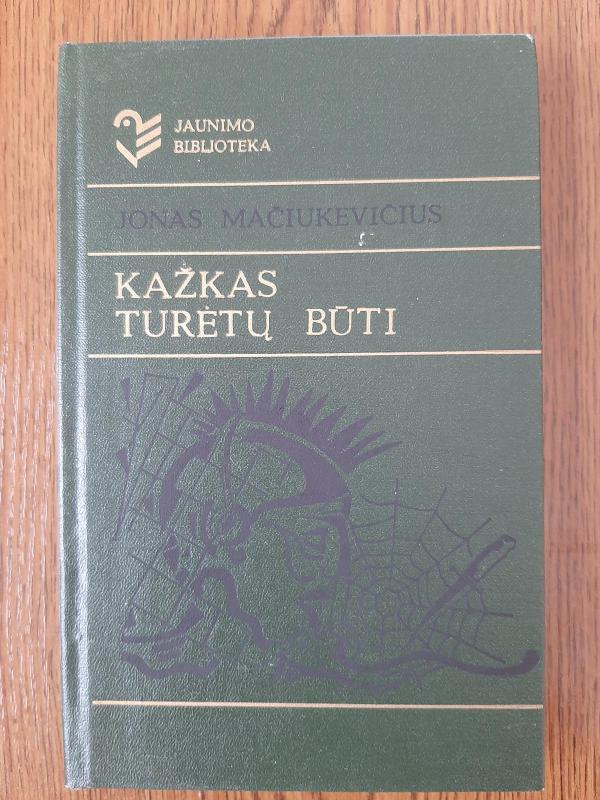 JAUNIMO
BIBLIOTEKA
JONAS MAČIUKEVIČIUS
KAŽKAS
TURĖTŲ BŪTI